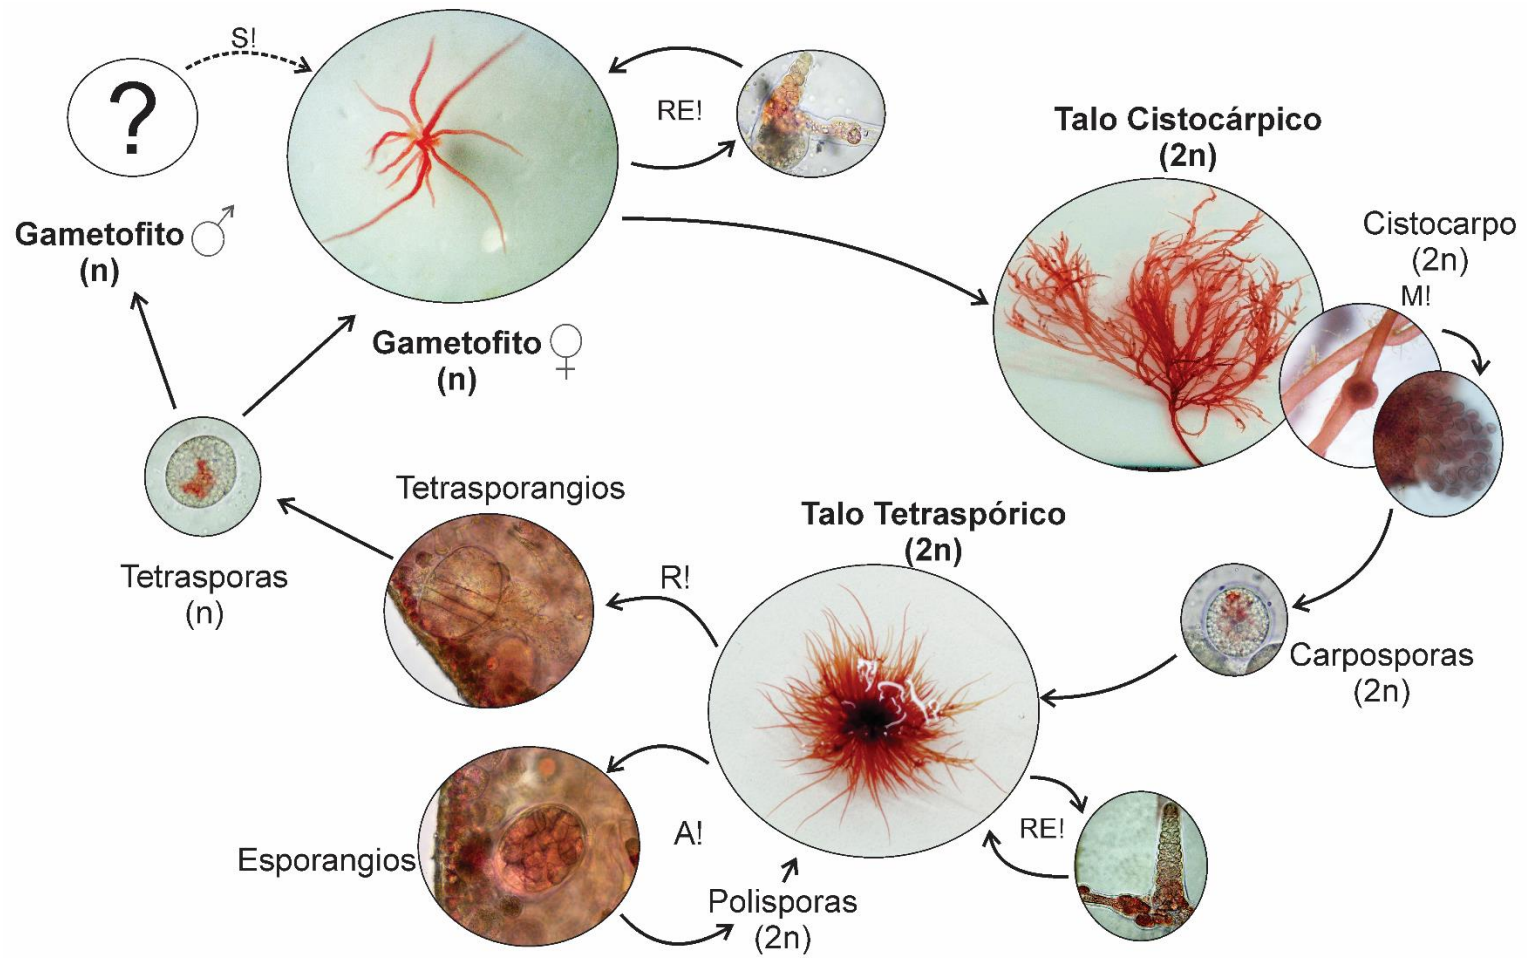 S!
?
RE!
Talo Cistocárpico
(2n)
Cistocarpo
(2n)
M!
Gametofito ♂
(n)
Gametofito ♀
(n)
Tetrasporangios
Talo Tetraspórico
(2n)
Tetrasporas
(n)
R!
Carposporas
(2n)
Esporangios
A!
RE!
Polisporas
(2n)